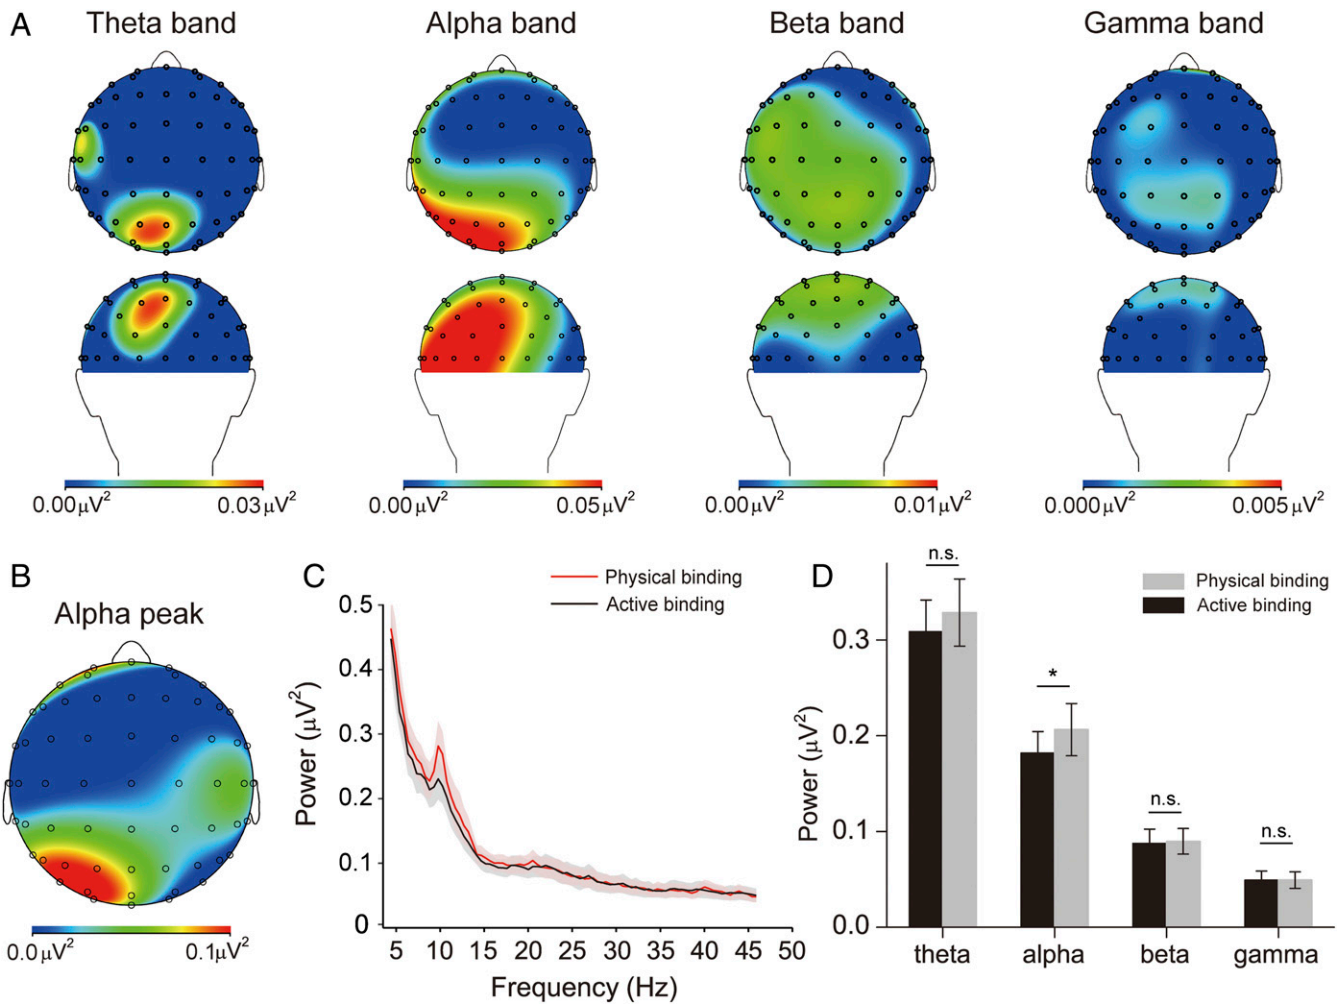 A
Theta band
Alpha band
Beta band
Gamma band
0.00μV²
0.03μV²
0.00μV²
0.05μV²
0.00μV²
0.01μV²
0.000μV²
0.005μV²
B
Alpha peak
0.0μV²
0.1μV²
C
Physical binding
Active binding
Power (μV²)
0.5
0.4
0.3
0.2
0.1
0
5 10 15 20 25 30 35 40 45 50
Frequency (Hz)
D
Physical binding
Active binding
n.s.
*
n.s.
n.s.
Power (μV²)
0.3
0.2
0.1
0.0
theta alpha beta gamma